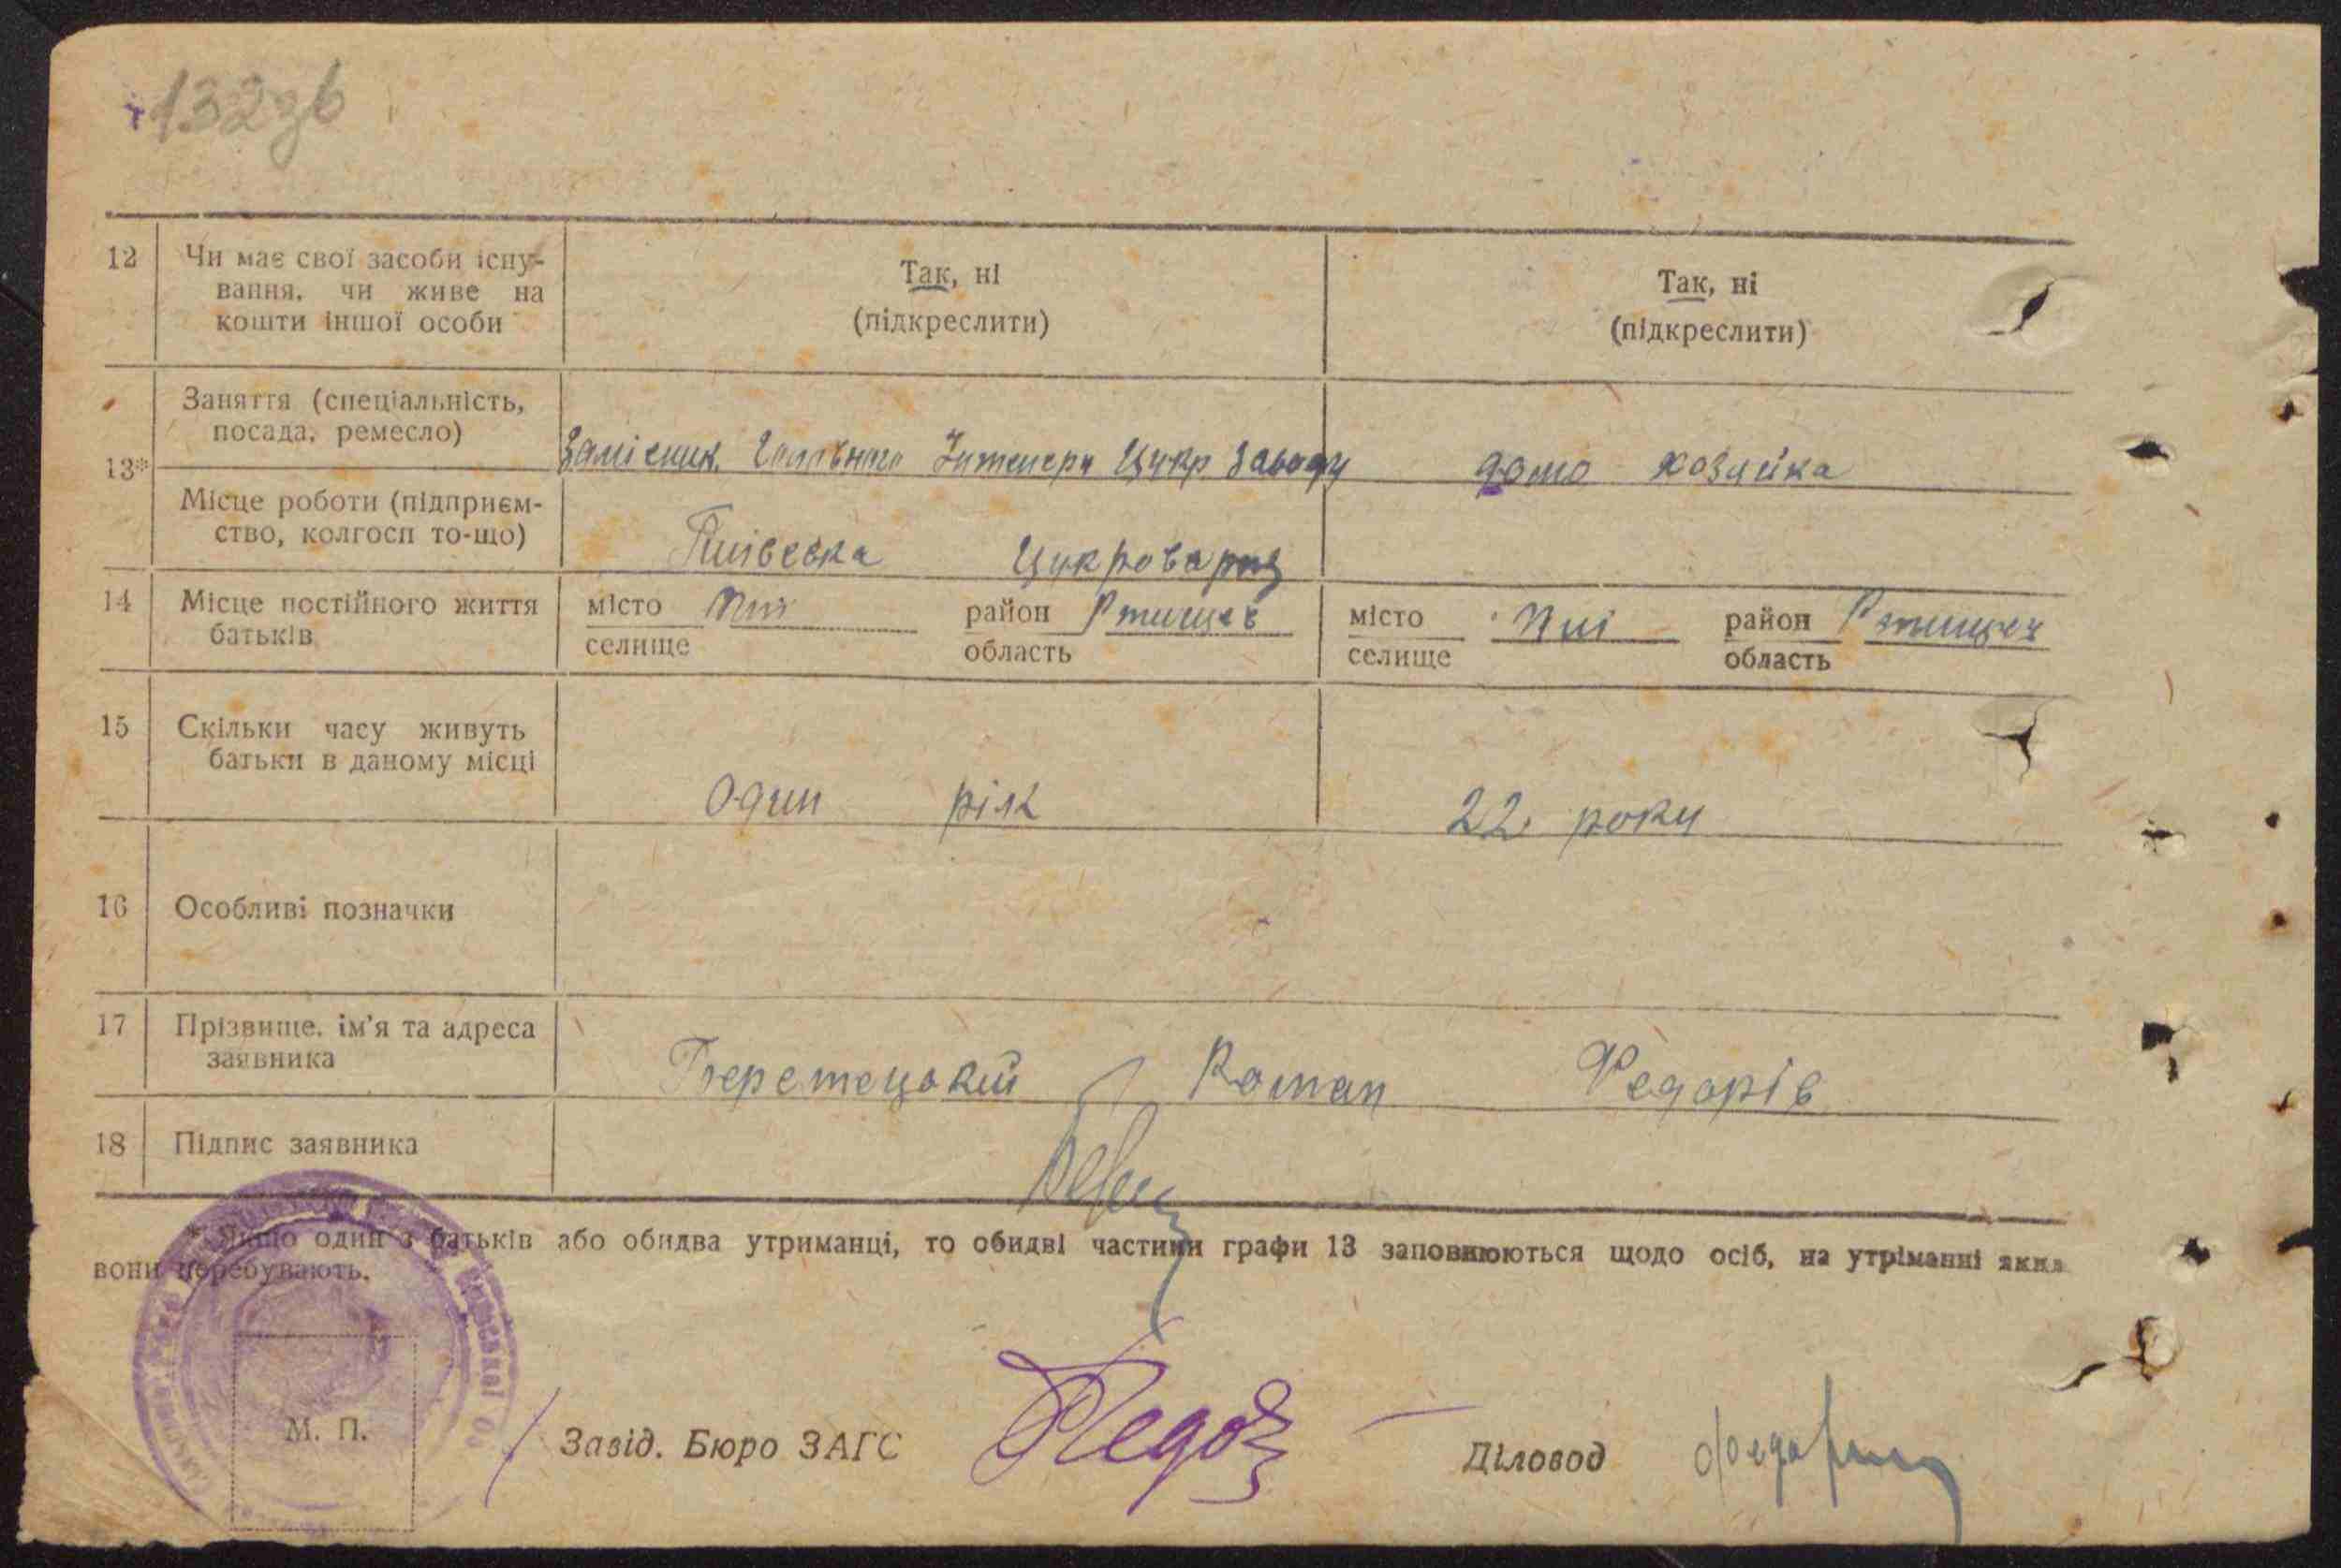 132зв
12 Чи має свої засоби існу-
вання, чи живе на
кошти іншої особи
Так, ні
(підкреслити)
Так, ні
(підкреслити)
13*
Заняття (спеціальність,
посада, ремесло)
Замісник Головного Інженера Цукр Заводу
домо хозяйка
Місце роботи (підприєм-
ство, колгосп то-що)
Цукроварня
14 Місце постійного життя
батьків
місто
селище
район
область
місто
селище
район
область
15 Скільки часу живуть
батьки в даному місці
один рік
22. роки
16 Особливі позначки
17 Прізвище, ім'я та адреса
заявника
Беретецький Роман Федорів
18 Підпис заявника
* Якщо один з батьків або обидва утриманці, то обидві частини графи 13 заповнюються щодо осіб, на утріманні яких
вони перебувають.
М. П.
Завід. Бюро ЗАГС
Діловод